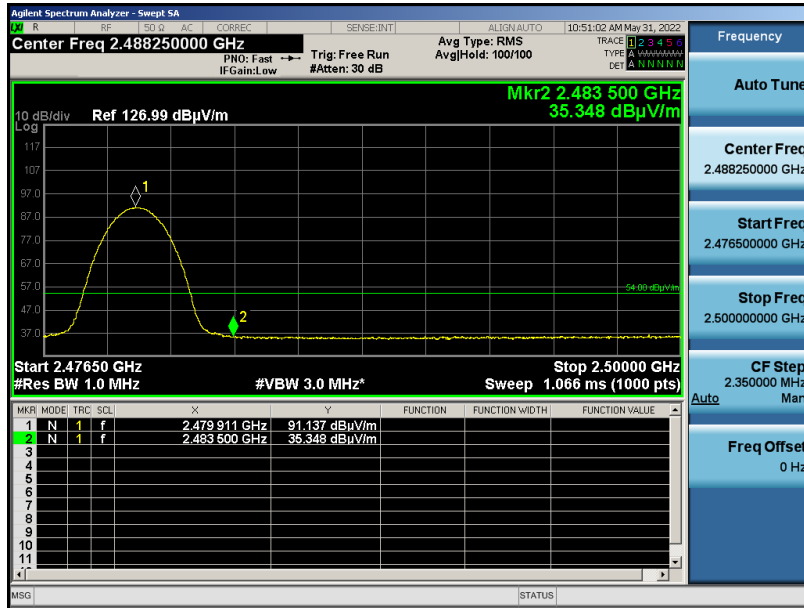 Agilent Spectrum Analyzer - Swept SA
LXI R RF 50 Ω AC CORREC SENSE:INT ALIGN AUTO 10:51:02 AM May 31, 2022
Center Freq 2.488250000 GHz
PNO: Fast
IFGain:Low
Trig: Free Run
#Atten: 30 dB
Avg Type: RMS
Avg|Hold: 100/100
TRACE 1 2 3 4 5 6
TYPE A WWWWW
DET A N N N N N
Mkr2 2.483 500 GHz
35.348 dBµV/m
10 dB/div Ref 126.99 dBµV/m
Log
117
107
97.0
87.0
77.0
67.0
57.0
47.0
37.0
1
2
54.00 dBµV/m
Start 2.47650 GHz Stop 2.50000 GHz
#Res BW 1.0 MHz #VBW 3.0 MHz* Sweep 1.066 ms (1000 pts)
MKR MODE TRC SCL X Y FUNCTION FUNCTION WIDTH FUNCTION VALUE
1 N 1 f 2.479 911 GHz 91.137 dBµV/m
2 N 1 f 2.483 500 GHz 35.348 dBµV/m
3
4
5
6
7
8
9
10
11
MSG STATUS
Frequency
Auto Tune
Center Freq
2.488250000 GHz
Start Freq
2.476500000 GHz
Stop Freq
2.500000000 GHz
CF Step
2.350000 MHz
Auto Man
Freq Offset
0 Hz